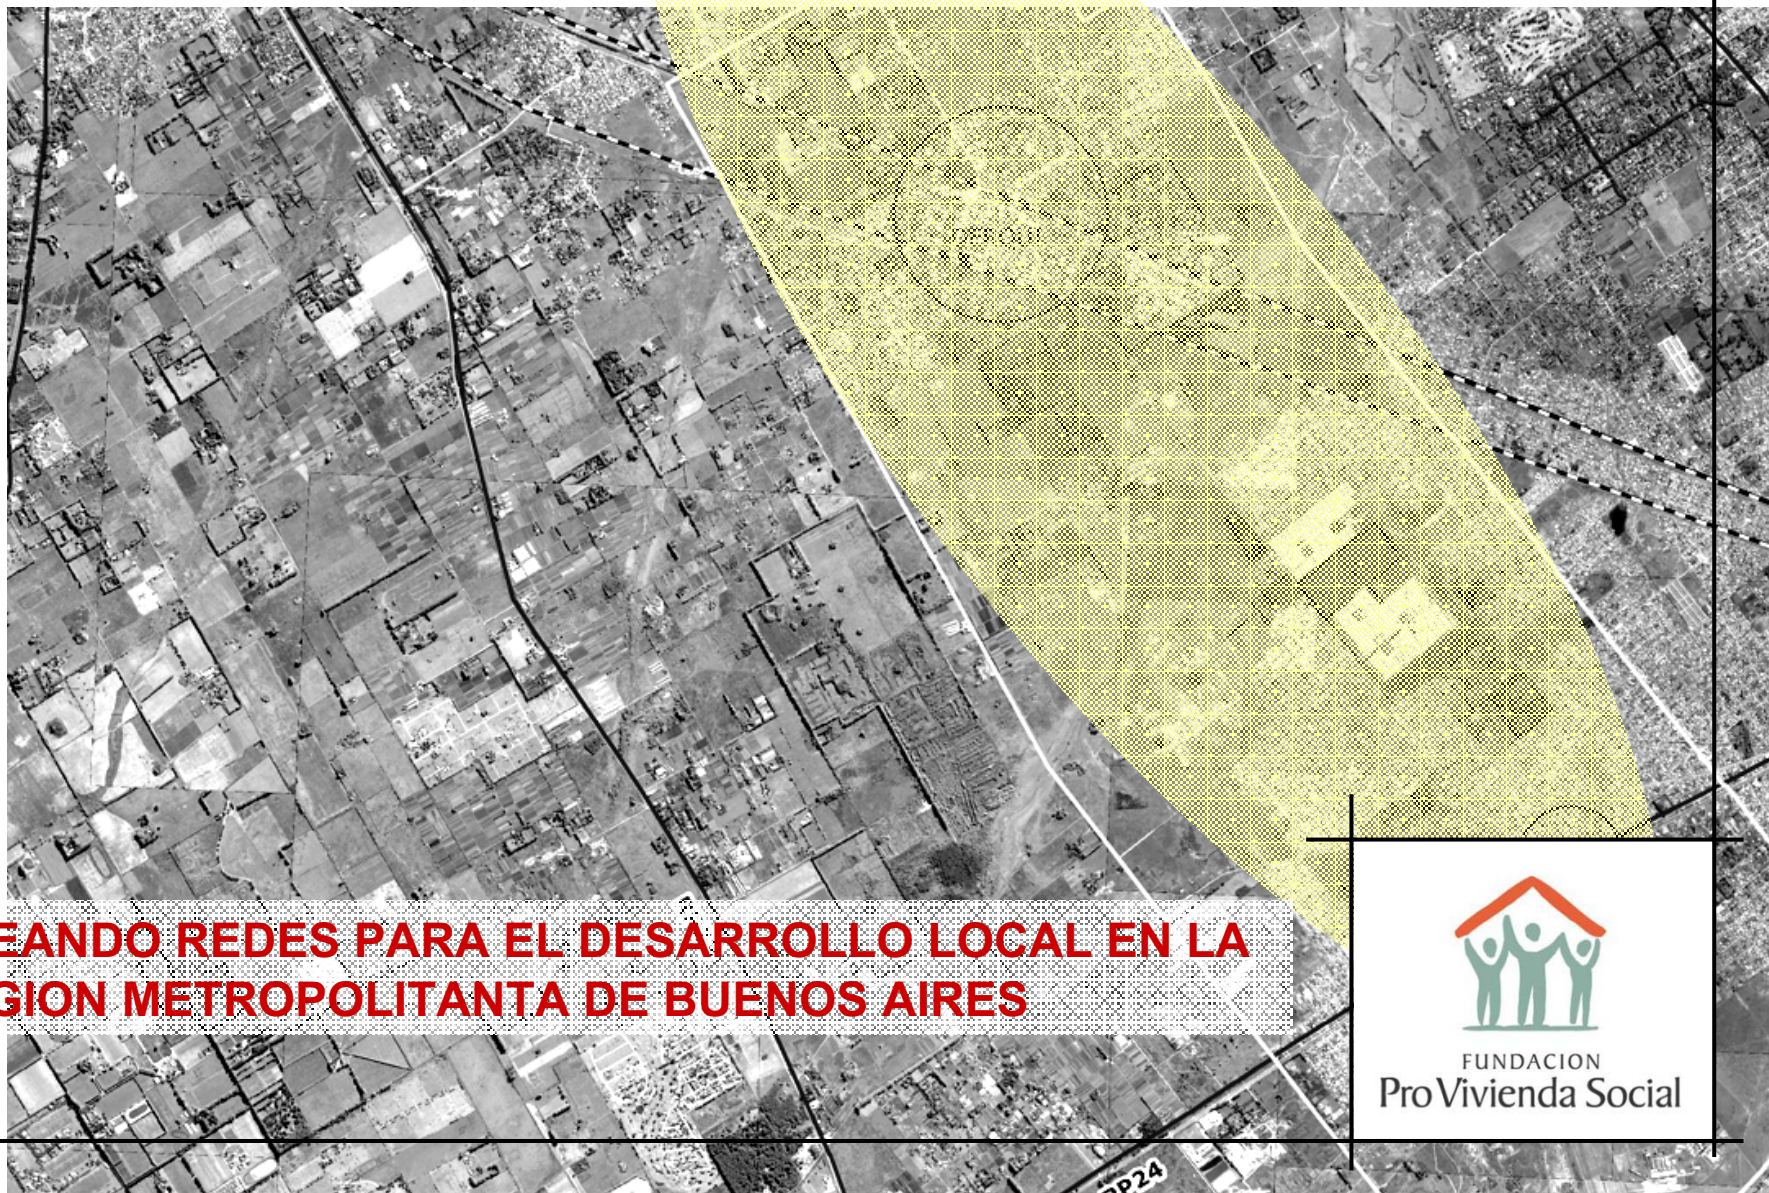 EANDO REDES PARA EL DESARROLLO LOCAL EN LA
GION METROPOLITANTA DE BUENOS AIRES
FUNDACION
Pro Vivienda Social
RP24